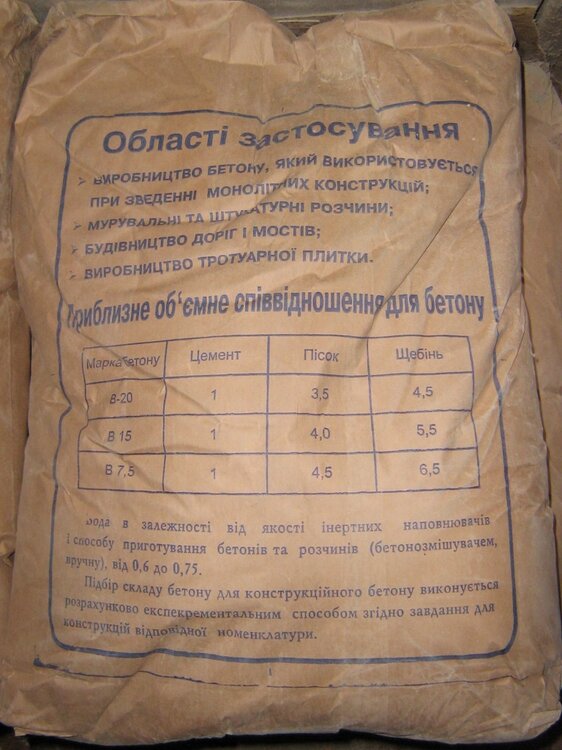 Області застосування
➢ ВИРОБНИЦТВО БЕТОНУ, ЯКИЙ ВИКОРИСТОВУЄТЬСЯ
ПРИ ЗВЕДЕННІ МОНОЛІТНИХ КОНСТРУКЦІЙ;
➢ МУРУВАЛЬНІ ТА ШТУКАТУРНІ РОЗЧИНИ;
➢ БУДІВНИЦТВО ДОРІГ І МОСТІВ;
➢ ВИРОБНИЦТВО ТРОТУАРНОЇ ПЛИТКИ.
Приблизне об'ємне співвідношення для бетону
Марка бетону Цемент Пісок Щебінь
В-20 1 3,5 4,5
В 15 1 4,0 5,5
В 7,5 1 4,5 6,5
Вода в залежності від якості інертних наповнювачів
і способу приготування бетонів та розчинів (бетонозмішувачем,
вручну), від 0,6 до 0,75.
Підбір складу бетону для конструкційного бетону виконується
розрахунково експекрементальним способом згідно завдання для
конструкцій відповідної номенклатури.